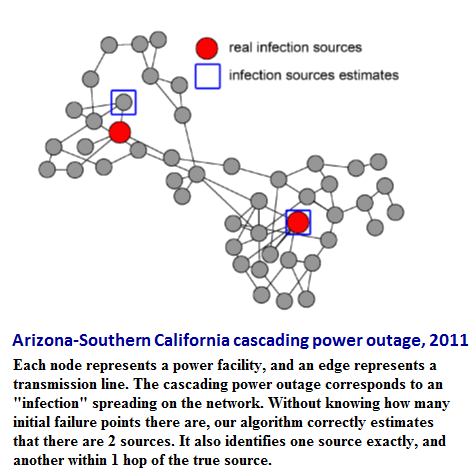 real infection sources
infection sources estimates
Arizona-Southern California cascading power outage, 2011
Each node represents a power facility, and an edge represents a
transmission line. The cascading power outage corresponds to an
"infection" spreading on the network. Without knowing how many
initial failure points there are, our algorithm correctly estimates
that there are 2 sources. It also identifies one source exactly, and
another within 1 hop of the true source.